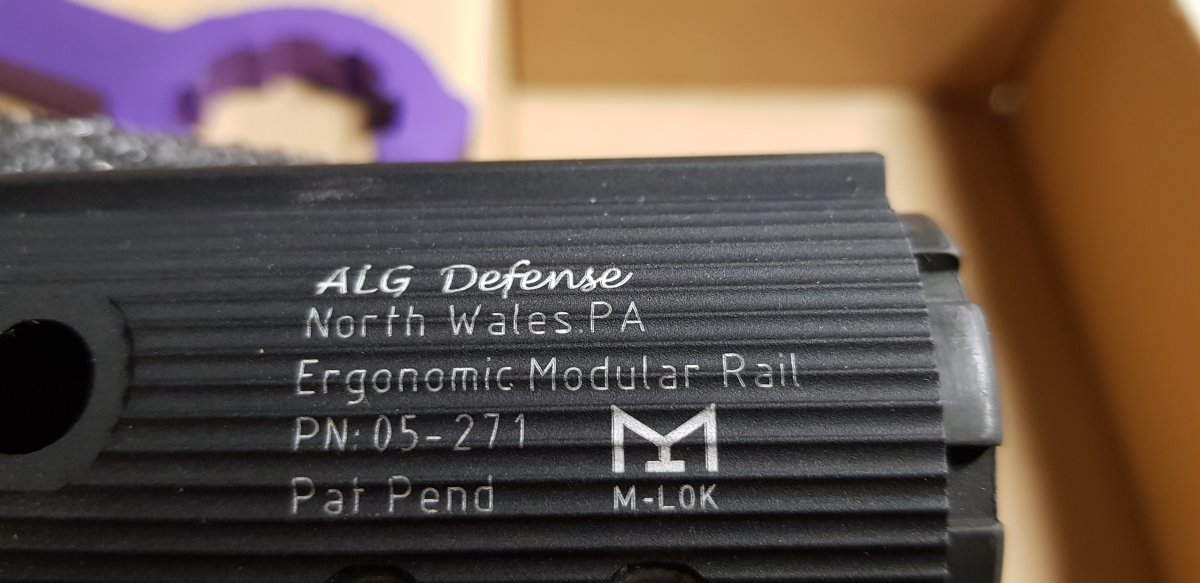 ALG Defense
North Wales.PA
Ergonomic Modular Rail
PN:05-271
Pat Pend
M-LOK